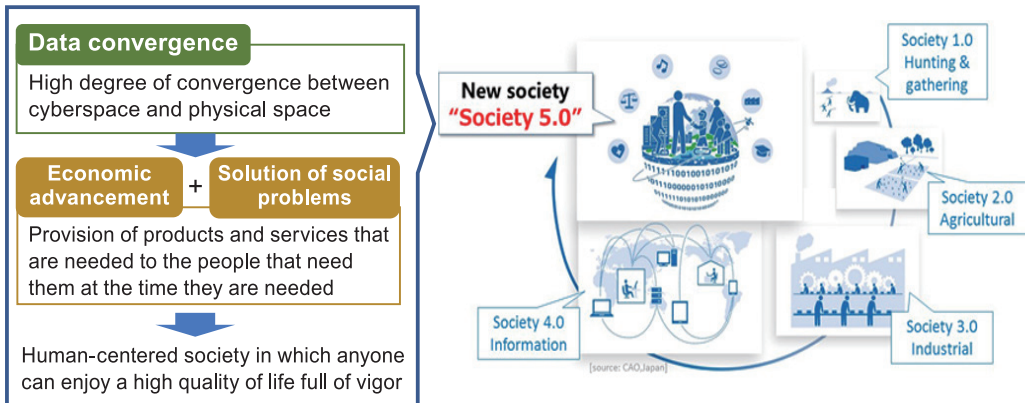 Data convergence
High degree of convergence between
cyberspace and physical space
Economic
advancement
+
Solution of social
problems
Provision of products and services that
are needed to the people that need
them at the time they are needed
Human-centered society in which anyone
can enjoy a high quality of life full of vigor
New society
“Society 5.0”
Society 1.0
Hunting &
gathering
Society 2.0
Agricultural
Society 3.0
Industrial
Society 4.0
Information
[source: CAO,Japan]